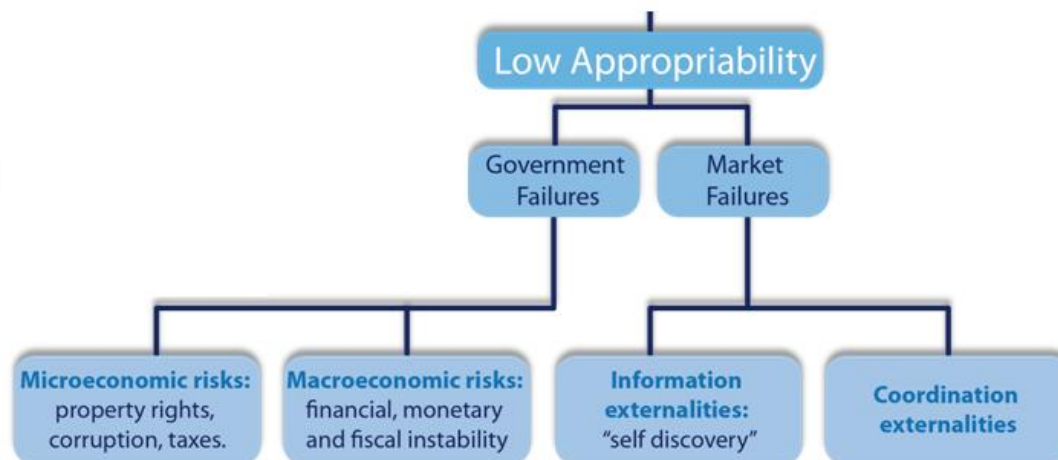 Low Appropriability
Government
Failures
Market
Failures
Microeconomic risks:
property rights,
corruption, taxes.
Macroeconomic risks:
financial, monetary
and fiscal instability
Information
externalities:
“self discovery”
Coordination
externalities